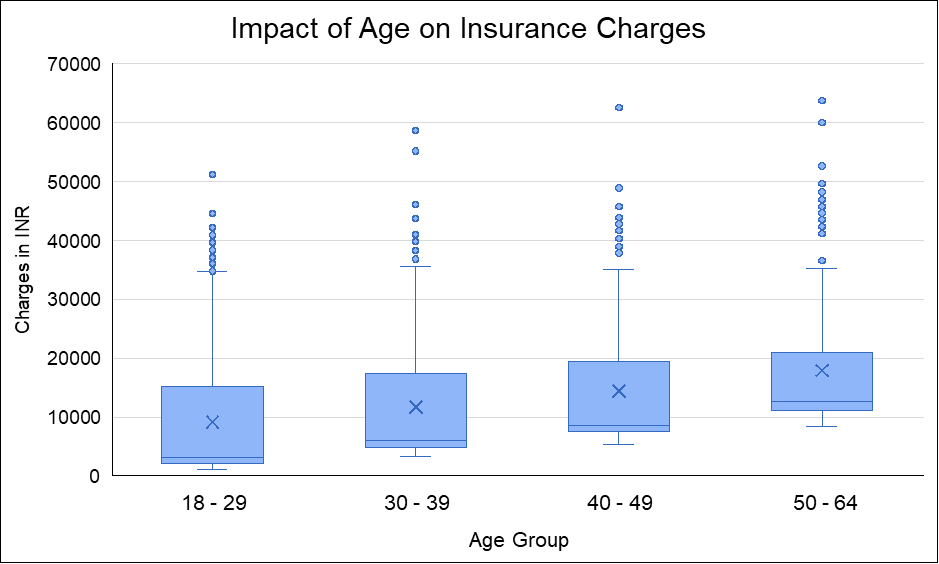 Impact of Age on Insurance Charges
70000
60000
50000
40000
30000
20000
10000
0
Charges in INR
18 - 29
30 - 39
40 - 49
50 - 64
Age Group